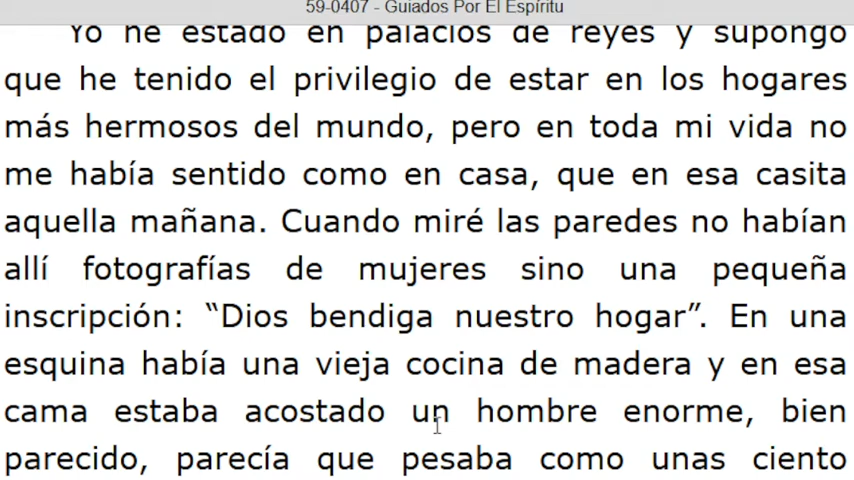 59-0407 - Guiados Por El Espíritu
Yo he estado en palacios de reyes y supongo
que he tenido el privilegio de estar en los hogares
más hermosos del mundo, pero en toda mi vida no
me había sentido como en casa, que en esa casita
aquella mañana. Cuando miré las paredes no habían
allí fotografías de mujeres sino una pequeña
inscripción: “Dios bendiga nuestro hogar”. En una
esquina había una vieja cocina de madera y en esa
cama estaba acostado un hombre enorme, bien
parecido, parecía que pesaba como unas ciento